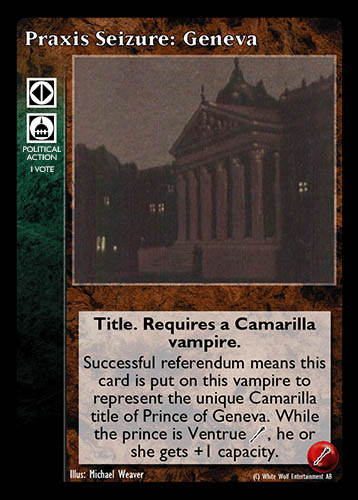 Praxis Seizure: Geneva
POLITICAL
ACTION
1 VOTE
Title. Requires a Camarilla
vampire.
Successful referendum means this
card is put on this vampire to
represent the unique Camarilla
title of Prince of Geneva. While
the prince is Ventrue , he or
she gets +1 capacity.
Illus: Michael Weaver
(C) White Wolf Entertainment AB